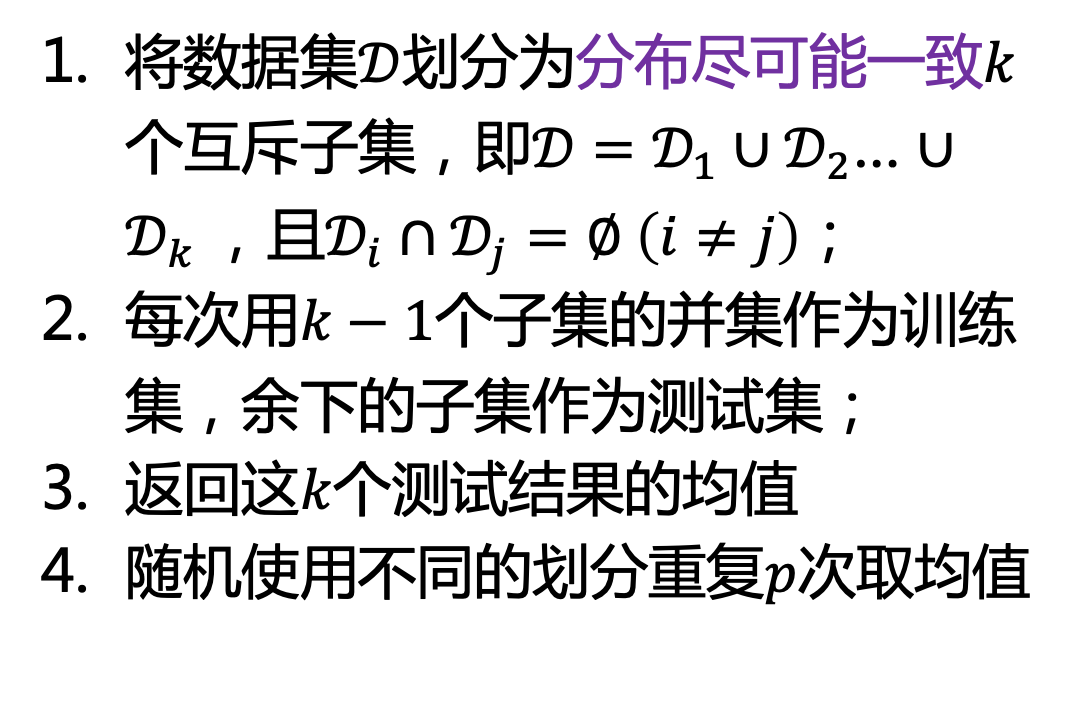 1. 将数据集𝒟划分为分布尽可能一致k
个互斥子集，即𝒟 = 𝒟₁ ∪ 𝒟₂… ∪
𝒟ₖ ，且𝒟ᵢ ∩ 𝒟ⱼ = ∅ (i ≠ j)；
2. 每次用k − 1个子集的并集作为训练
集，余下的子集作为测试集；
3. 返回这k个测试结果的均值
4. 随机使用不同的划分重复p次取均值